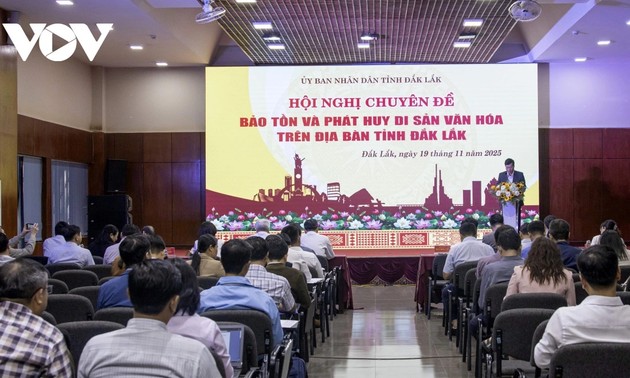 VOV
ỦY BAN NHÂN DÂN TỈNH ĐẮK LẮK
HỘI NGHỊ CHUYÊN ĐỀ
BẢO TỒN VÀ PHÁT HUY DI SẢN VĂN HÓA
TRÊN ĐỊA BÀN TỈNH ĐẮK LẮK
Đắk Lắk, ngày 19 tháng 11 năm 2025